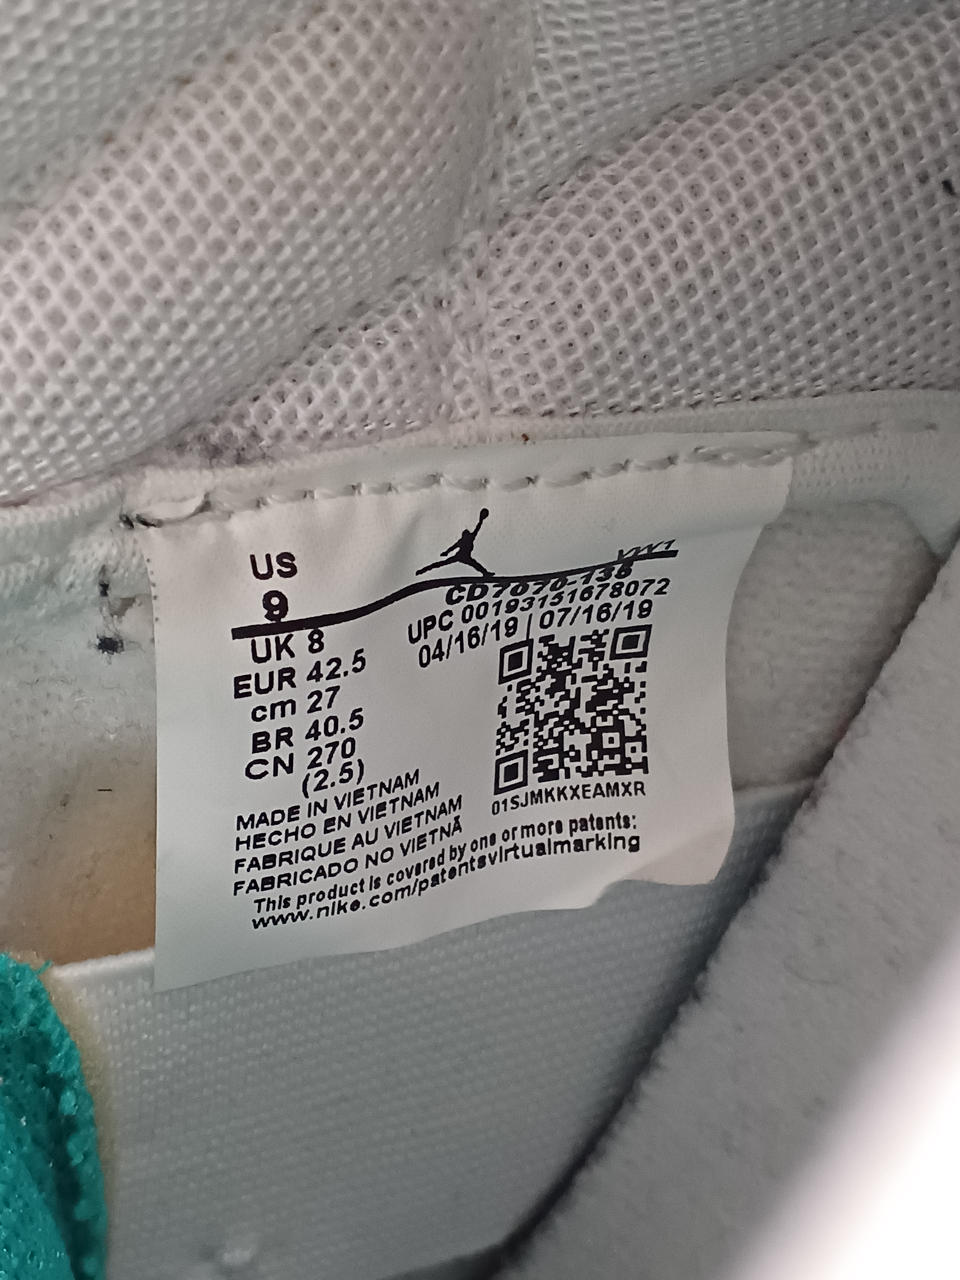 US
9
UK 8
EUR 42.5
cm 27
BR 40.5
CN 270
(2.5)
VVV1
CD7070-138
UPC 00193151678072
04/16/19 | 07/16/19
01SJMKKXEAMXR
MADE IN VIETNAM
HECHO EN VIETNAM
FABRIQUE AU VIETNAM
FABRICADO NO VIETNÃ
This product is covered by one or more patents:
www.nike.com/patentsvirtualmarking